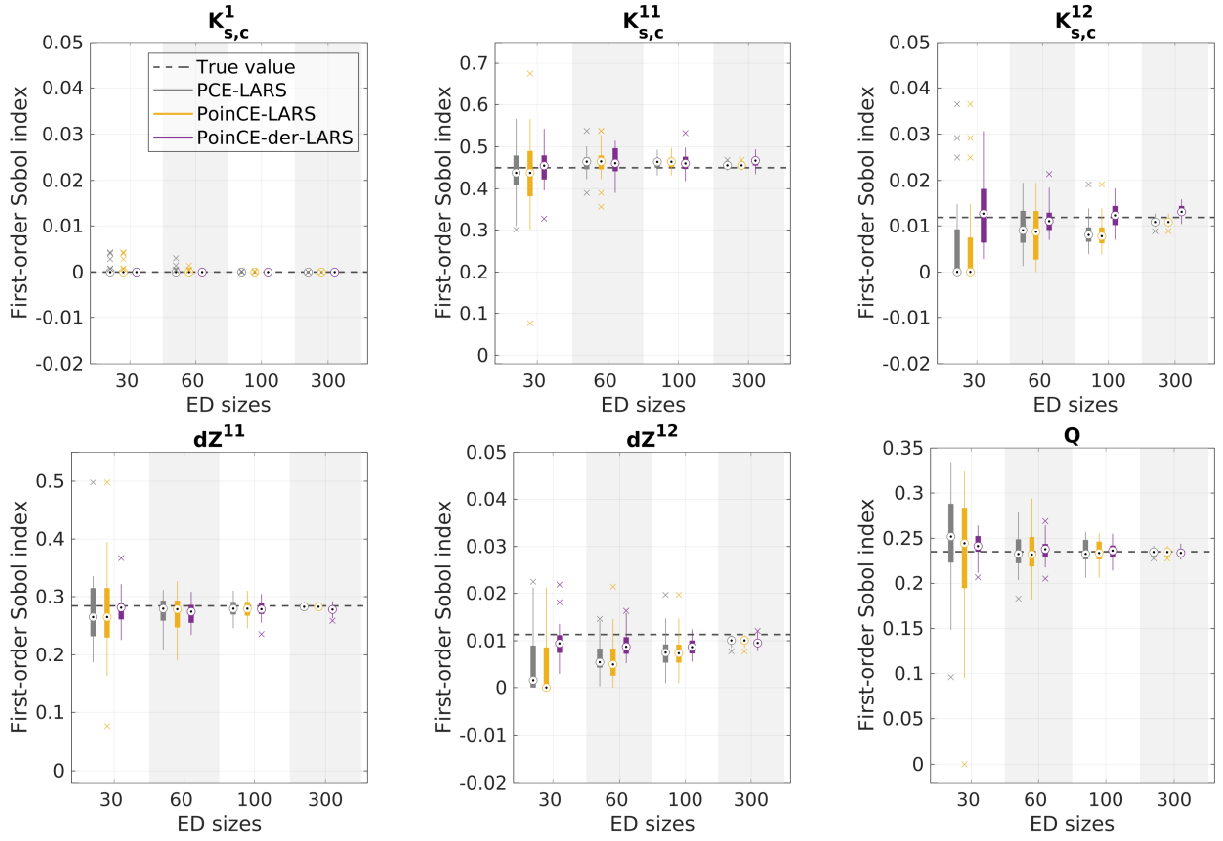 K^1_{s,c}
First-order Sobol index
0.05
0.04
0.03
0.02
0.01
0
-0.01
-0.02
True value
PCE-LARS
PoinCE-LARS
PoinCE-der-LARS
30 60 100 300
ED sizes
K^{11}_{s,c}
First-order Sobol index
0.7
0.6
0.5
0.4
0.3
0.2
0.1
0
30 60 100 300
ED sizes
K^{12}_{s,c}
First-order Sobol index
0.05
0.04
0.03
0.02
0.01
0
-0.01
-0.02
30 60 100 300
ED sizes
dZ^{11}
First-order Sobol index
0.5
0.4
0.3
0.2
0.1
0
30 60 100 300
ED sizes
dZ^{12}
First-order Sobol index
0.05
0.04
0.03
0.02
0.01
0
-0.01
-0.02
30 60 100 300
ED sizes
Q
First-order Sobol index
0.35
0.3
0.25
0.2
0.15
0.1
0.05
0
30 60 100 300
ED sizes